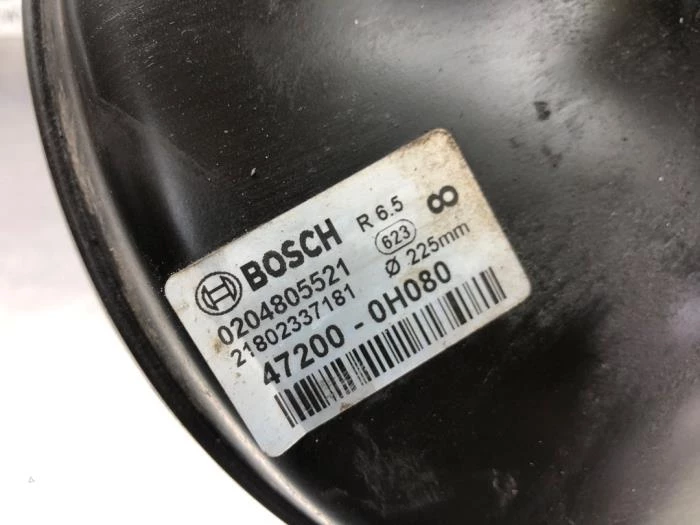 BOSCH R 6.5 8
623
0204805521 Ø 225mm
21802337181
47200-0H080